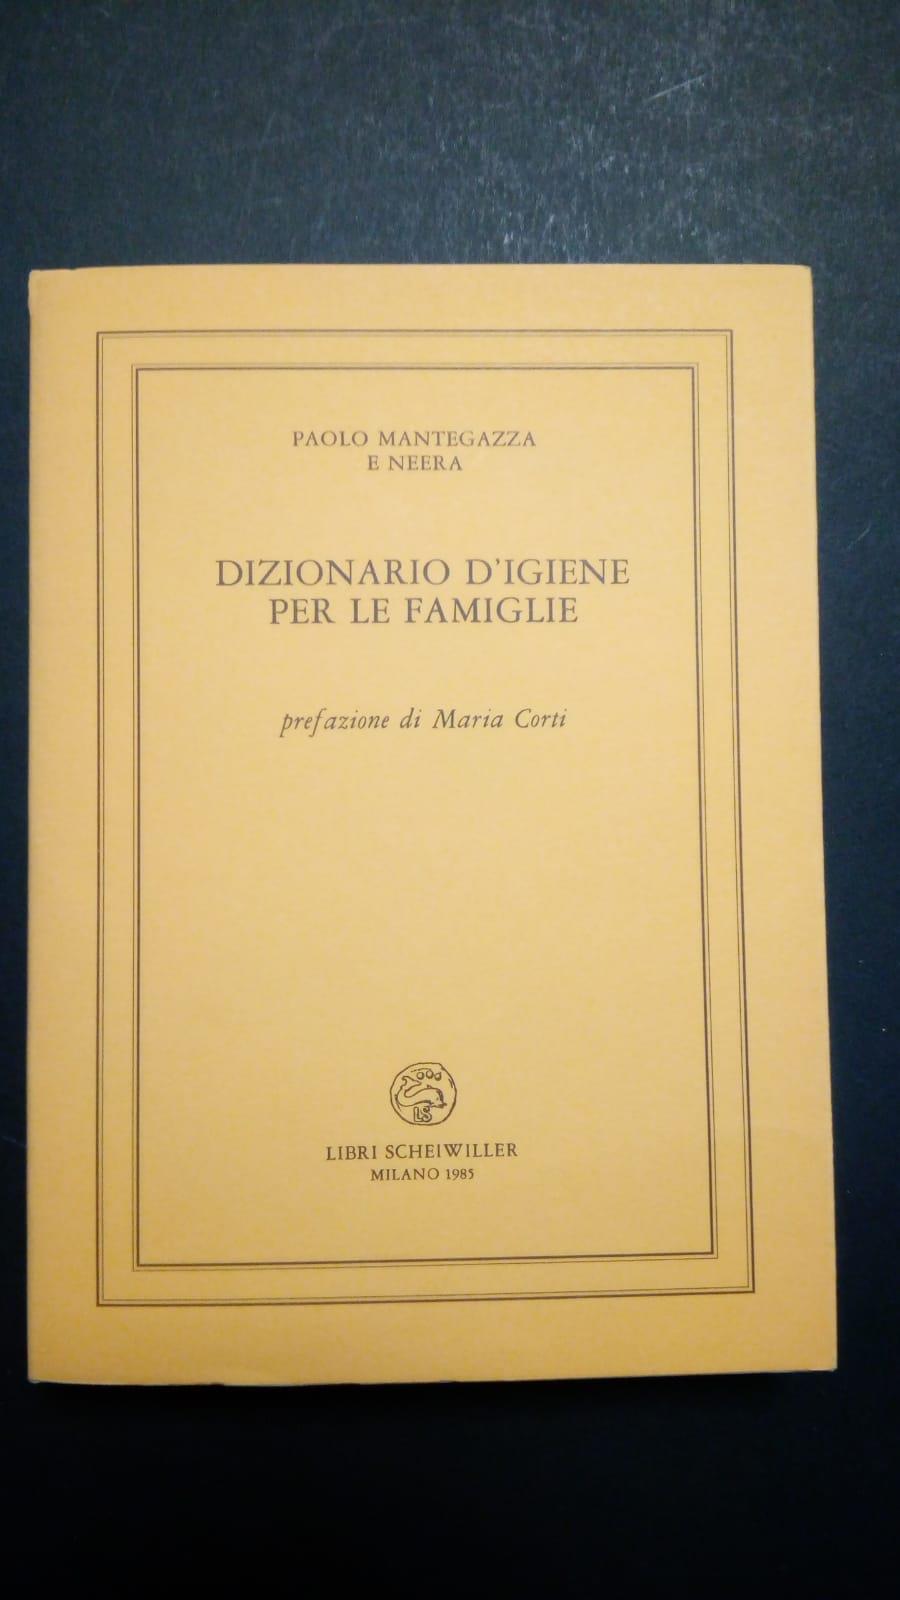 PAOLO MANTEGAZZA
E NEERA
DIZIONARIO D'IGIENE
PER LE FAMIGLIE
prefazione di Maria Corti
LS
LIBRI SCHEIWILLER
MILANO 1985